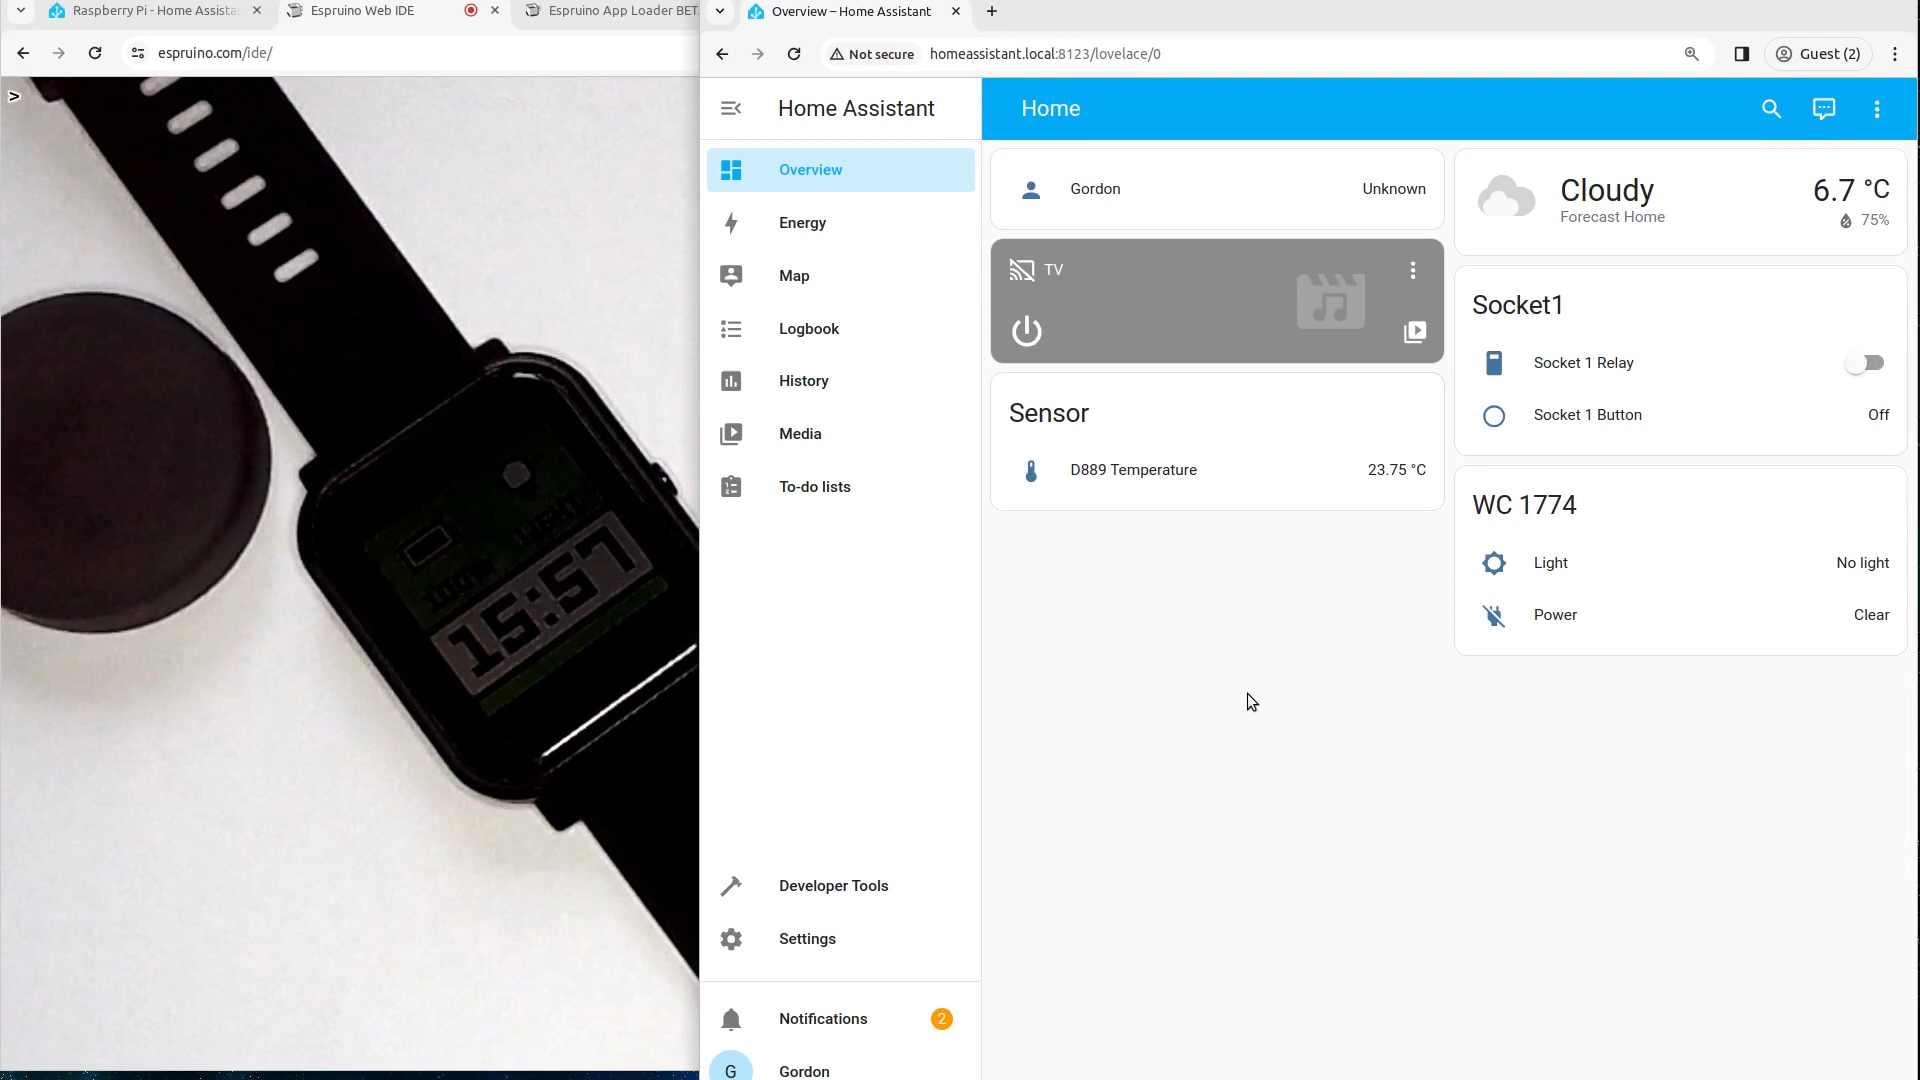 Raspberry Pi - Home Assista
Espruino Web IDE
Espruino App Loader BET
espruino.com/ide/
>
15:57
Overview – Home Assistant
Not secure
homeassistant.local:8123/lovelace/0
Guest (2)
Home Assistant
Overview
Energy
Map
Logbook
History
Media
To-do lists
Developer Tools
Settings
Notifications
2
G
Gordon
Home
Gordon
Unknown
TV
Sensor
D889 Temperature
23.75 °C
Cloudy
Forecast Home
6.7 °C
75%
Socket1
Socket 1 Relay
Socket 1 Button
Off
WC 1774
Light
No light
Power
Clear